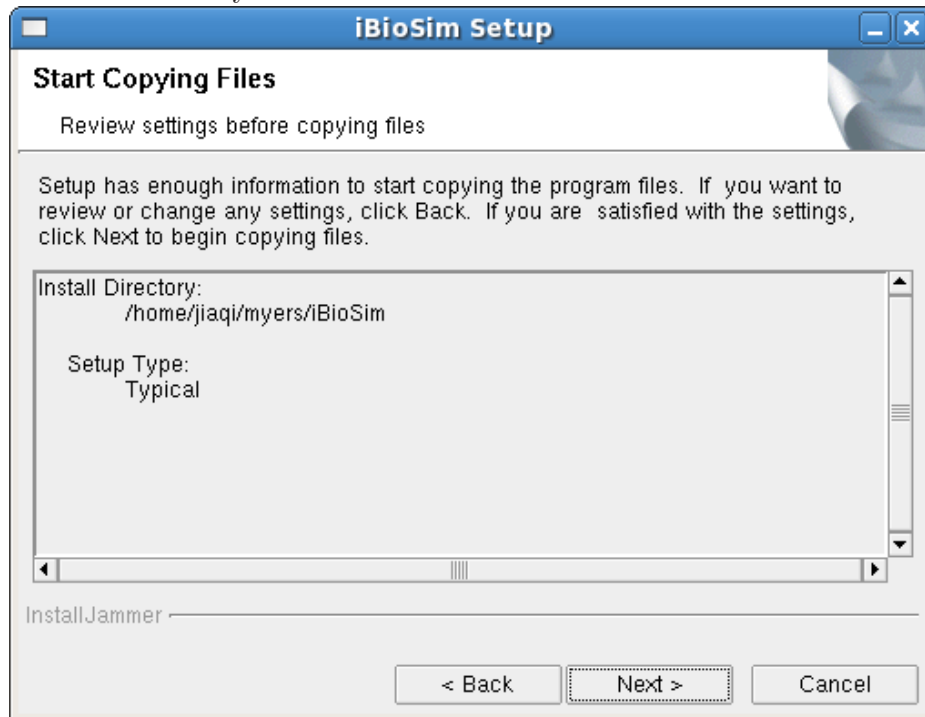 iBioSim Setup
Start Copying Files
Review settings before copying files
Setup has enough information to start copying the program files. If you want to
review or change any settings, click Back. If you are satisfied with the settings,
click Next to begin copying files.
Install Directory:
/home/jiaqi/myers/iBioSim
Setup Type:
Typical
InstallJammer
< Back Next > Cancel